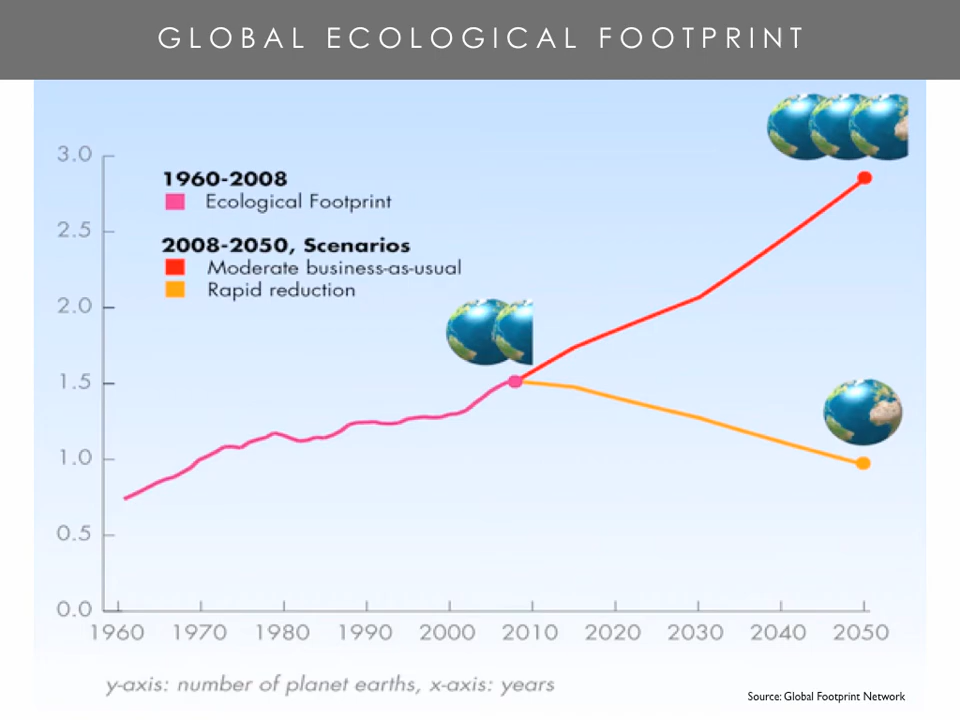 GLOBAL ECOLOGICAL FOOTPRINT
3.0
2.5
2.0
1.5
1.0
0.5
0.0
1960-2008
Ecological Footprint
2008-2050, Scenarios
Moderate business-as-usual
Rapid reduction
1960 1970 1980 1990 2000 2010 2020 2030 2040 2050
y-axis: number of planet earths, x-axis: years
Source: Global Footprint Network